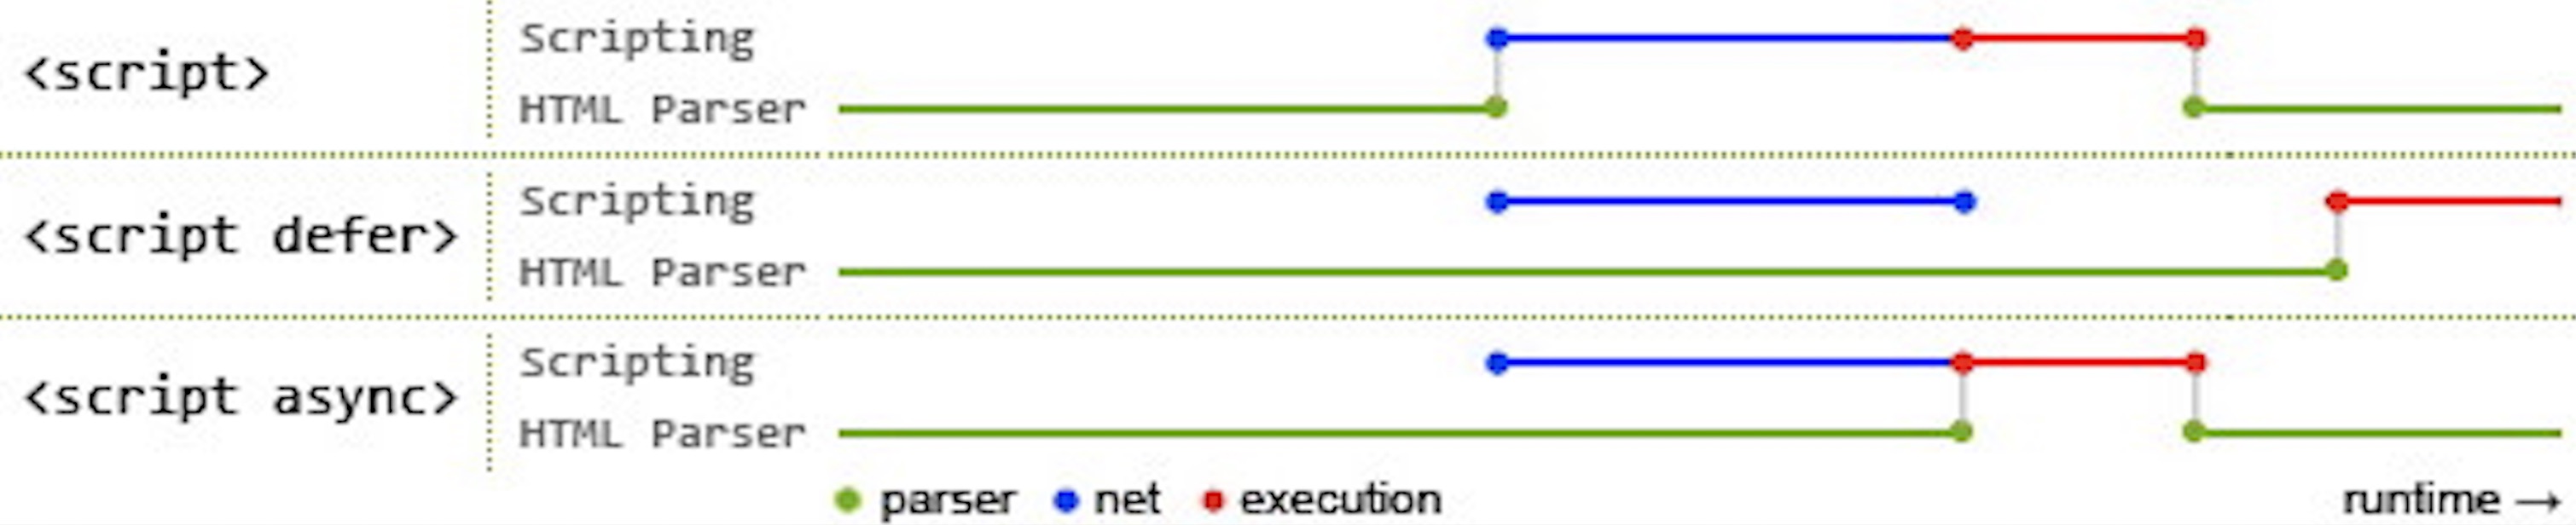 <script>
Scripting
HTML Parser
<script defer>
Scripting
HTML Parser
<script async>
Scripting
HTML Parser
parser net execution runtime →